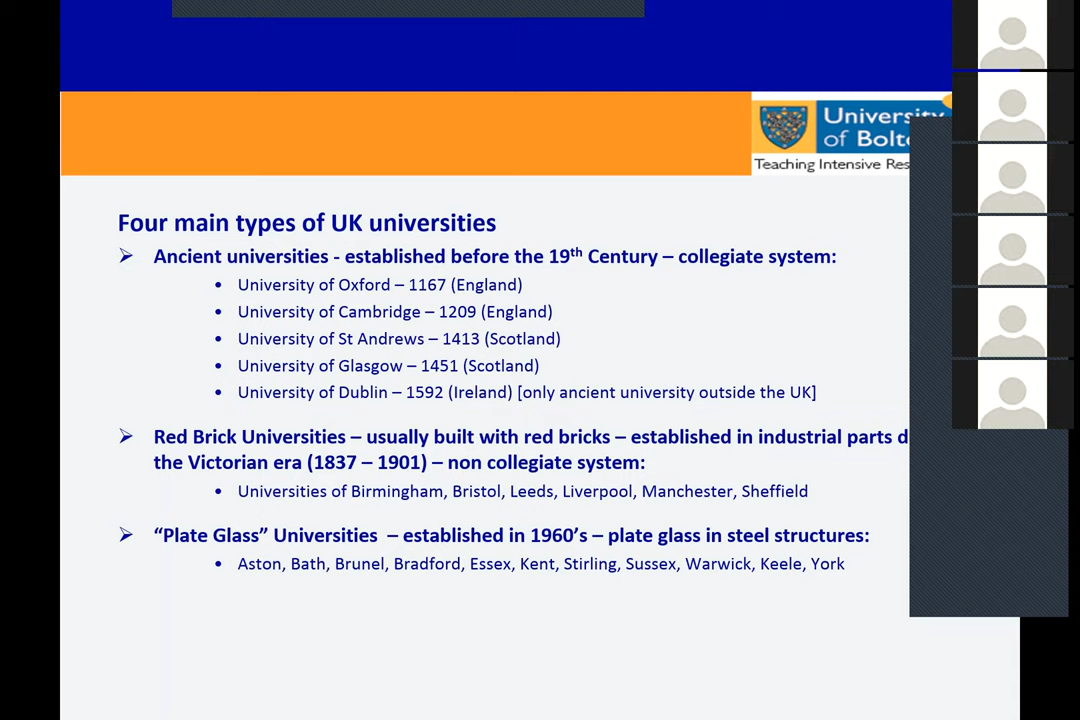 University
of Bolt
Teaching Intensive Res
Four main types of UK universities
Ancient universities - established before the 19th Century – collegiate system:
• University of Oxford – 1167 (England)
• University of Cambridge – 1209 (England)
• University of St Andrews – 1413 (Scotland)
• University of Glasgow – 1451 (Scotland)
• University of Dublin – 1592 (Ireland) [only ancient university outside the UK]
Red Brick Universities – usually built with red bricks – established in industrial parts d
the Victorian era (1837 – 1901) – non collegiate system:
• Universities of Birmingham, Bristol, Leeds, Liverpool, Manchester, Sheffield
“Plate Glass” Universities – established in 1960’s – plate glass in steel structures:
• Aston, Bath, Brunel, Bradford, Essex, Kent, Stirling, Sussex, Warwick, Keele, York